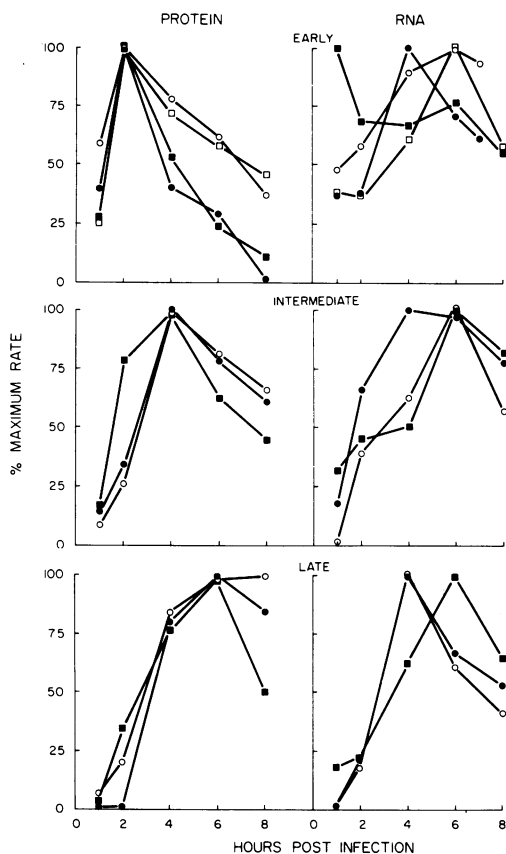 PROTEIN
RNA
EARLY
100
75
50
25
0
INTERMEDIATE
100
75
50
25
0
LATE
100
75
50
25
0
% MAXIMUM RATE
0 2 4 6 8
0 2 4 6 8
HOURS POST INFECTION